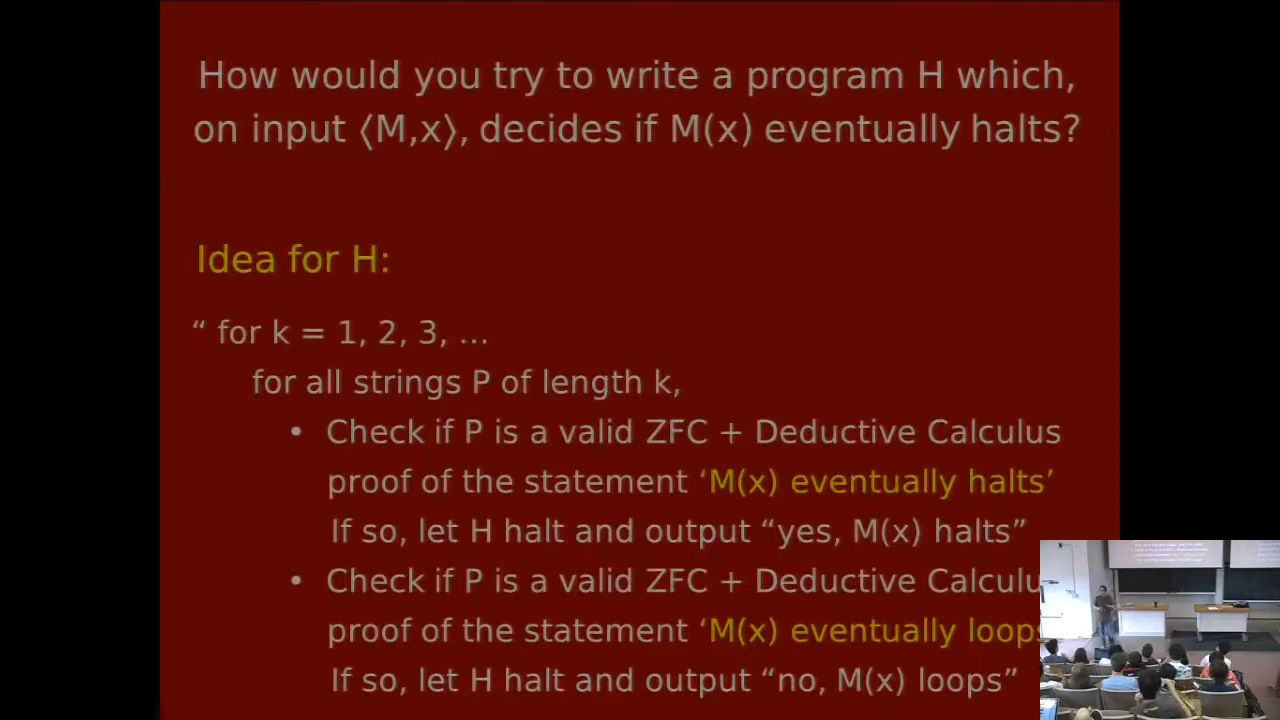 How would you try to write a program H which,
on input ⟨M,x⟩, decides if M(x) eventually halts?
Idea for H:
“ for k = 1, 2, 3, …
for all strings P of length k,
• Check if P is a valid ZFC + Deductive Calculus
proof of the statement ‘M(x) eventually halts’
If so, let H halt and output “yes, M(x) halts”
• Check if P is a valid ZFC + Deductive Calculu
proof of the statement ‘M(x) eventually loops
If so, let H halt and output “no, M(x) loops”